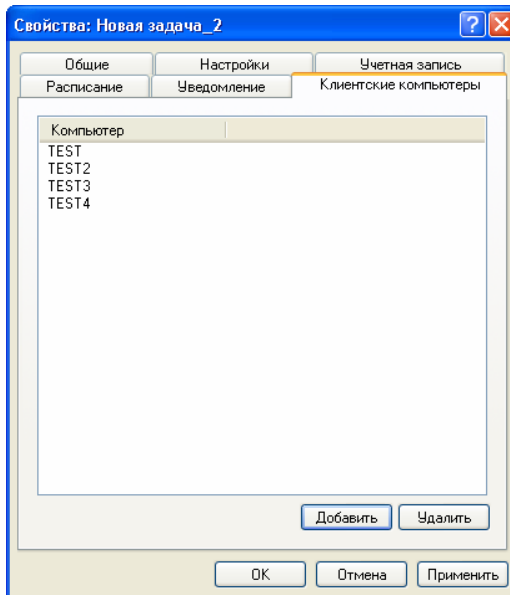 Свойства: Новая задача_2
Общие Настройки Учетная запись
Расписание Уведомление Клиентские компьютеры
Компьютер
TEST
TEST2
TEST3
TEST4
Добавить Удалить
OK Отмена Применить